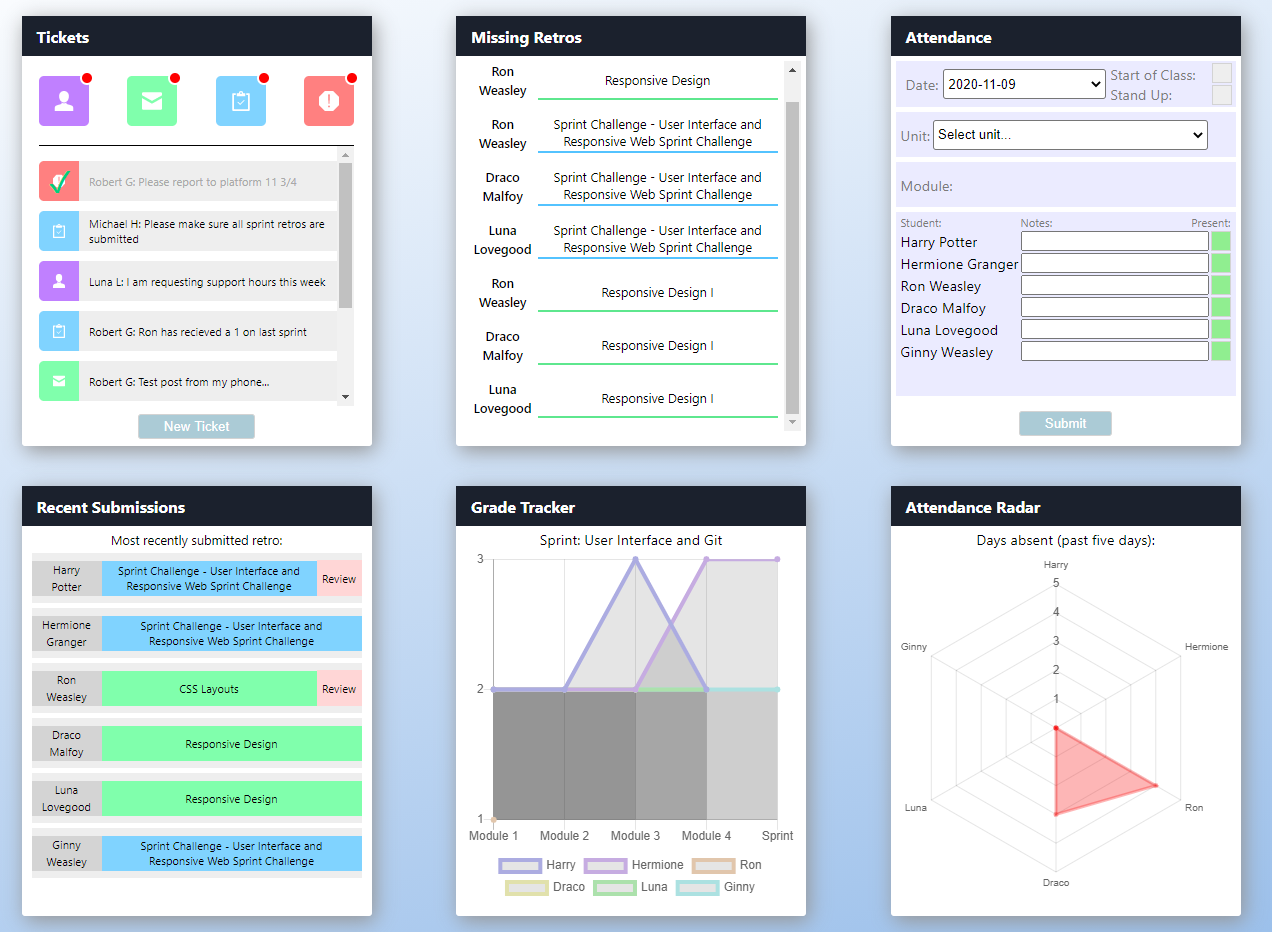 Tickets
Robert G: Please report to platform 11 3/4
Michael H: Please make sure all sprint retros are
submitted
Luna L: I am requesting support hours this week
Robert G: Ron has recieved a 1 on last sprint
Robert G: Test post from my phone...
New Ticket
Missing Retros
Ron
Weasley
Responsive Design
Ron
Weasley
Sprint Challenge - User Interface and
Responsive Web Sprint Challenge
Draco
Malfoy
Sprint Challenge - User Interface and
Responsive Web Sprint Challenge
Luna
Lovegood
Sprint Challenge - User Interface and
Responsive Web Sprint Challenge
Ron
Weasley
Responsive Design I
Draco
Malfoy
Responsive Design I
Luna
Lovegood
Responsive Design I
Attendance
Date: 2020-11-09
Start of Class:
Stand Up:
Unit: Select unit...
Module:
Student: Notes: Present:
Harry Potter
Hermione Granger
Ron Weasley
Draco Malfoy
Luna Lovegood
Ginny Weasley
Submit
Recent Submissions
Most recently submitted retro:
Harry
Potter
Sprint Challenge - User Interface and
Responsive Web Sprint Challenge
Review
Hermione
Granger
Sprint Challenge - User Interface and
Responsive Web Sprint Challenge
Ron
Weasley
CSS Layouts
Review
Draco
Malfoy
Responsive Design
Luna
Lovegood
Responsive Design
Ginny
Weasley
Sprint Challenge - User Interface and
Responsive Web Sprint Challenge
Grade Tracker
Sprint: User Interface and Git
3
2
1
Module 1 Module 2 Module 3 Module 4 Sprint
Harry Hermione Ron
Draco Luna Ginny
Attendance Radar
Days absent (past five days):
Harry
5
4
3
2
1
Ginny
Hermione
Luna
Ron
Draco